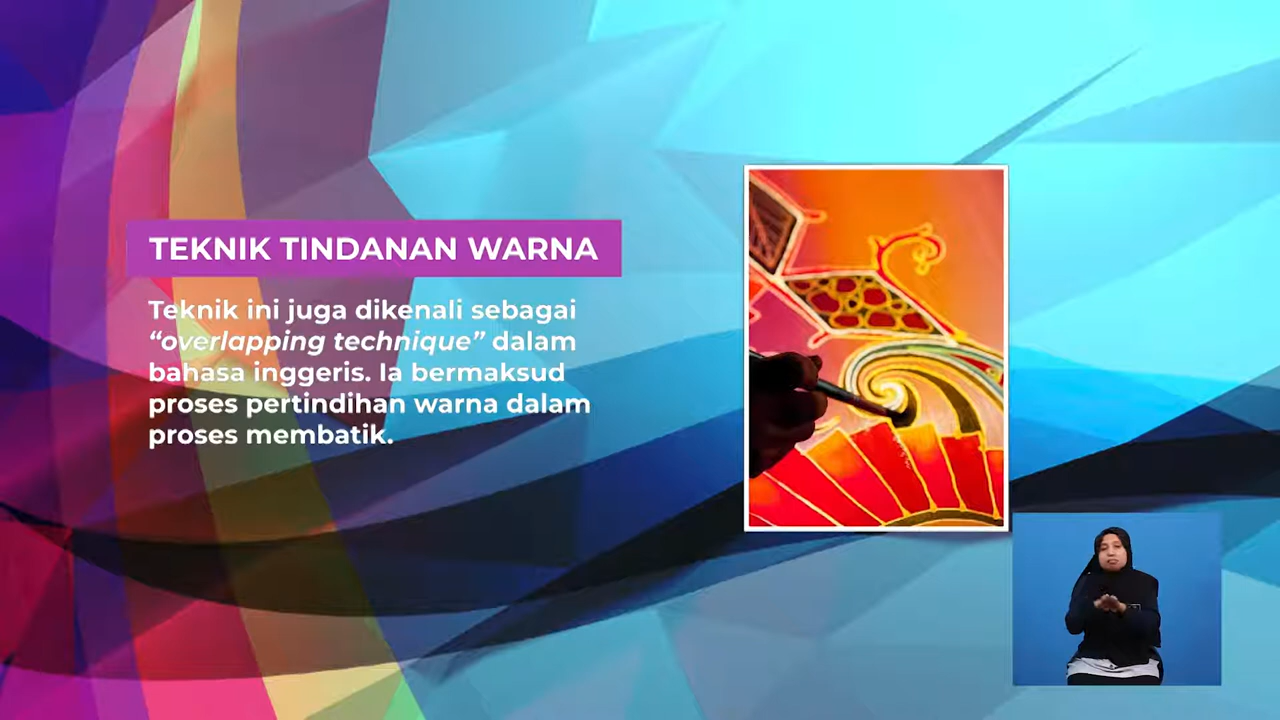 TEKNIK TINDANAN WARNA
Teknik ini juga dikenali sebagai
“overlapping technique” dalam
bahasa inggeris. Ia bermaksud
proses pertindihan warna dalam
proses membatik.